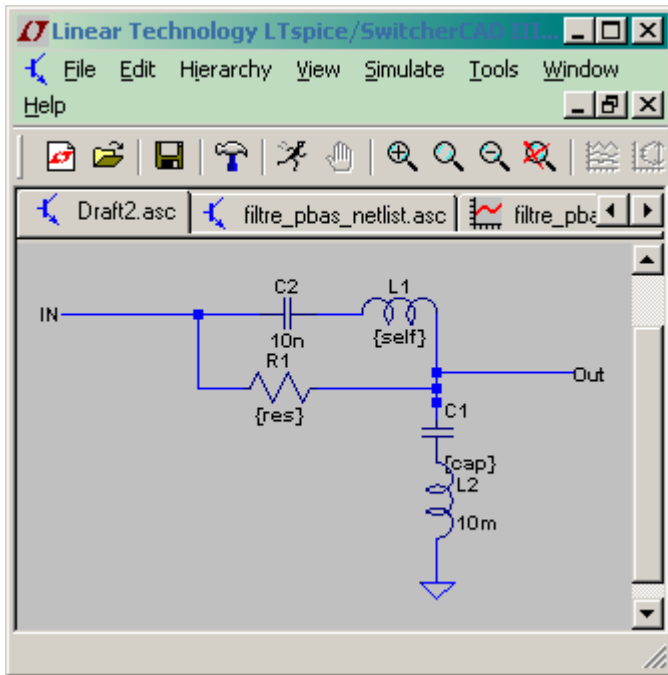 Linear Technology LTspice/SwitcherCAD III...
File Edit Hierarchy View Simulate Tools Window
Help
Draft2.asc filtre_pbas_netlist.asc filtre_pba
C2 L1
IN
10n {self}
R1
Out
{res} C1
{cap}
L2
10m